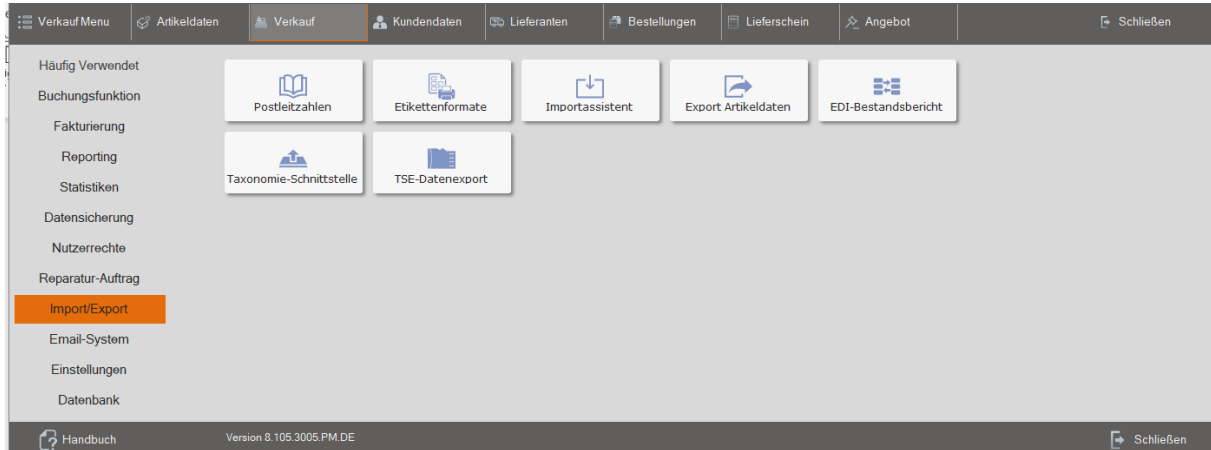 Verkauf Menu
Artikeldaten
Verkauf
Kundendaten
Lieferanten
Bestellungen
Lieferschein
Angebot
Schließen
Häufig Verwendet
Buchungsfunktion
Fakturierung
Reporting
Statistiken
Datensicherung
Nutzerrechte
Reparatur-Auftrag
Import/Export
Email-System
Einstellungen
Datenbank
Postleitzahlen
Etikettenformate
Importassistent
Export Artikeldaten
EDI-Bestandsbericht
Taxonomie-Schnittstelle
TSE-Datenexport
Handbuch
Version 8.105.3005.PM.DE
Schließen